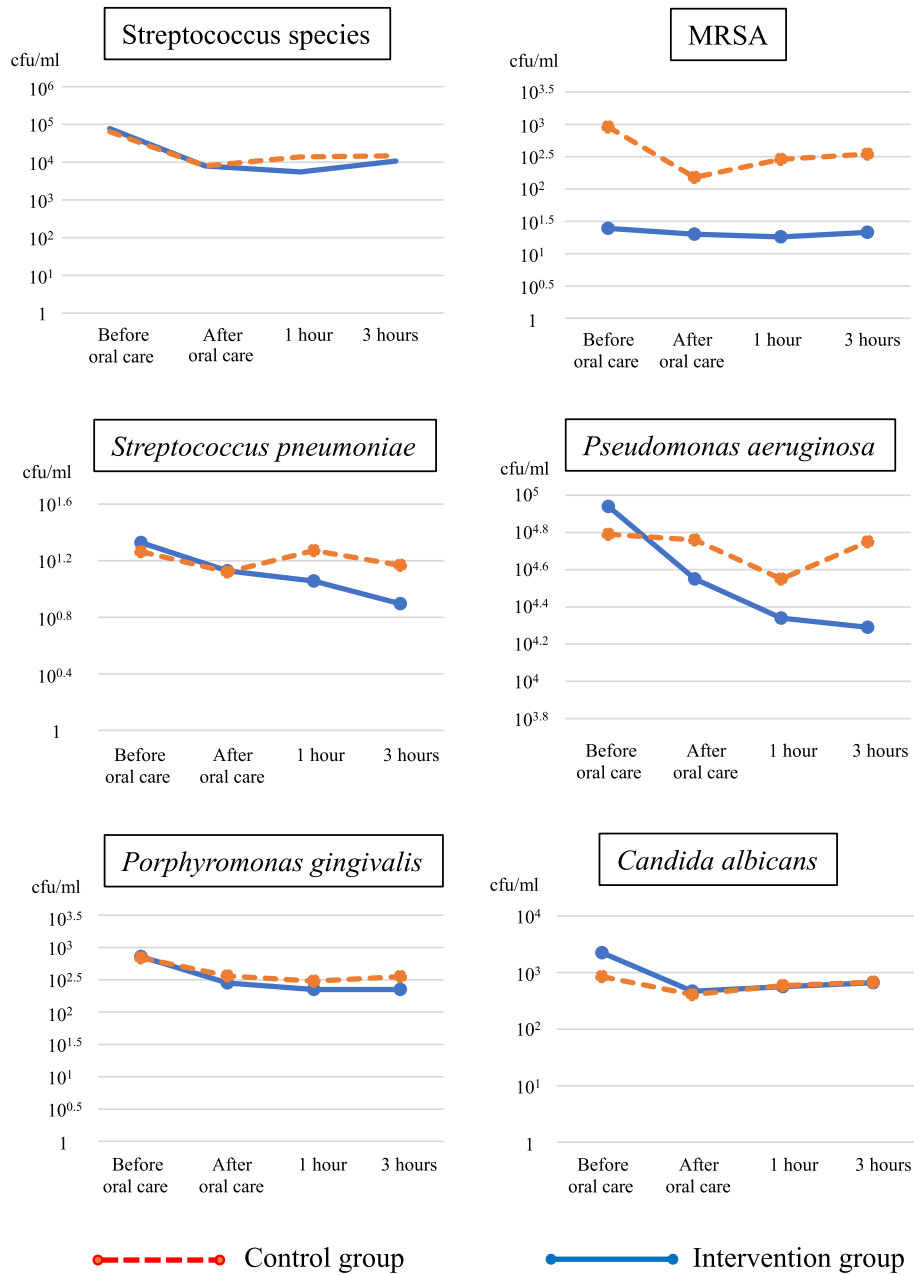 Streptococcus species
cfu/ml
10^6
10^5
10^4
10^3
10^2
10^1
1
Before oral care
After oral care
1 hour
3 hours
MRSA
cfu/ml
10^3.5
10^3
10^2.5
10^2
10^1.5
10^1
10^0.5
1
Before oral care
After oral care
1 hour
3 hours
Streptococcus pneumoniae
cfu/ml
10^1.6
10^1.2
10^0.8
10^0.4
1
Before oral care
After oral care
1 hour
3 hours
Pseudomonas aeruginosa
cfu/ml
10^5
10^4.8
10^4.6
10^4.4
10^4.2
10^4
10^3.8
Before oral care
After oral care
1 hour
3 hours
Porphyromonas gingivalis
cfu/ml
10^3.5
10^3
10^2.5
10^2
10^1.5
10^1
10^0.5
1
Before oral care
After oral care
1 hour
3 hours
Candida albicans
cfu/ml
10^4
10^3
10^2
10^1
1
Before oral care
After oral care
1 hour
3 hours
Control group
Intervention group